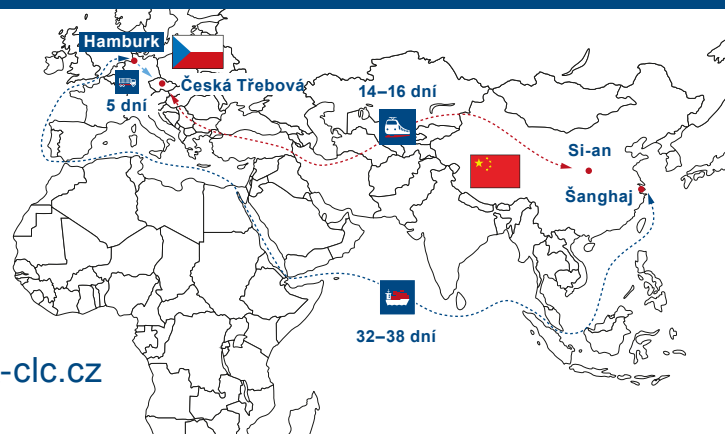 Hamburk
Česká Třebová
5 dní
14–16 dní
Si-an
Šanghaj
32–38 dní
-clc.cz